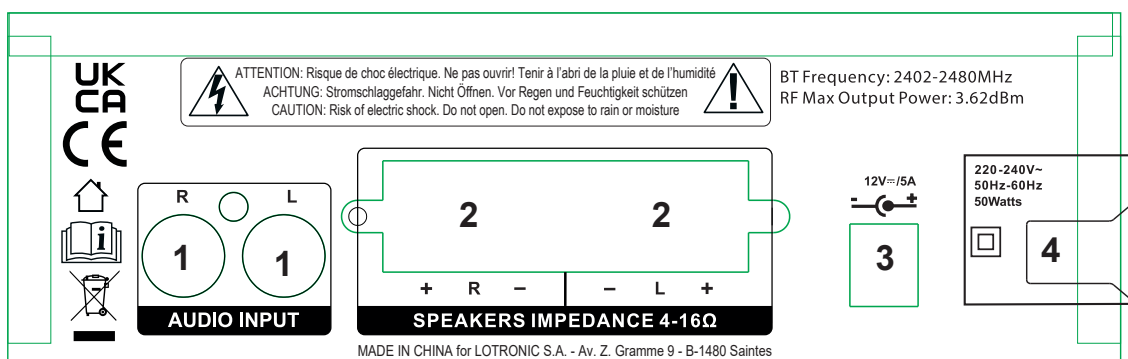 UK
CA
CE
ATTENTION: Risque de choc électrique. Ne pas ouvrir! Tenir à l'abri de la pluie et de l'humidité
ACHTUNG: Stromschlaggefahr. Nicht Öffnen. Vor Regen und Feuchtigkeit schützen
CAUTION: Risk of electric shock. Do not open. Do not expose to rain or moisture
BT Frequency: 2402-2480MHz
RF Max Output Power: 3.62dBm
R L
1 1
AUDIO INPUT
2 2
+ R − − L +
SPEAKERS IMPEDANCE 4-16Ω
12V⎓/5A
- +
3
220-240V~
50Hz-60Hz
50Watts
4
i
MADE IN CHINA for LOTRONIC S.A. - Av. Z. Gramme 9 - B-1480 Saintes